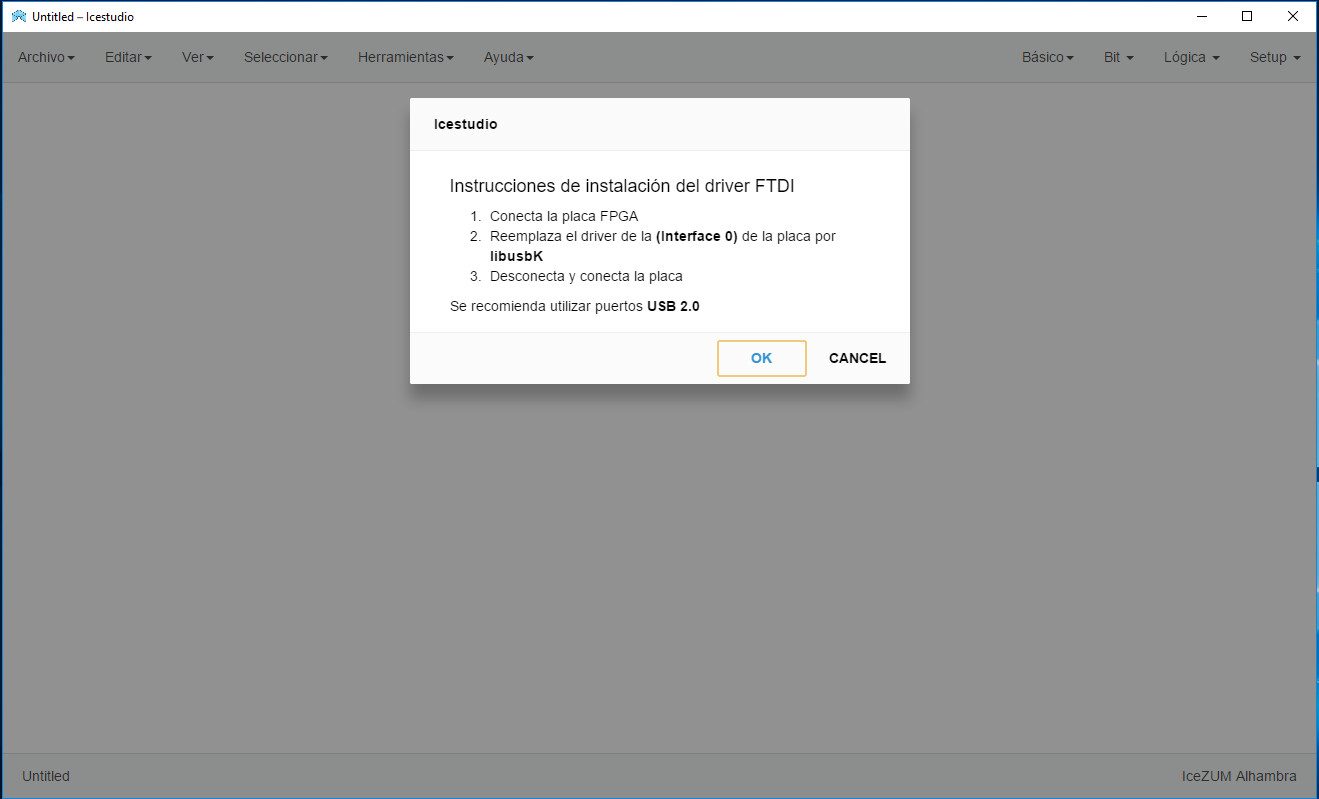 Untitled – Icestudio
Archivo Editar Ver Seleccionar Herramientas Ayuda Básico Bit Lógica Setup
Icestudio
Instrucciones de instalación del driver FTDI
1. Conecta la placa FPGA
2. Reemplaza el driver de la (Interface 0) de la placa por
libusbK
3. Desconecta y conecta la placa
Se recomienda utilizar puertos USB 2.0
OK CANCEL
Untitled IceZUM Alhambra